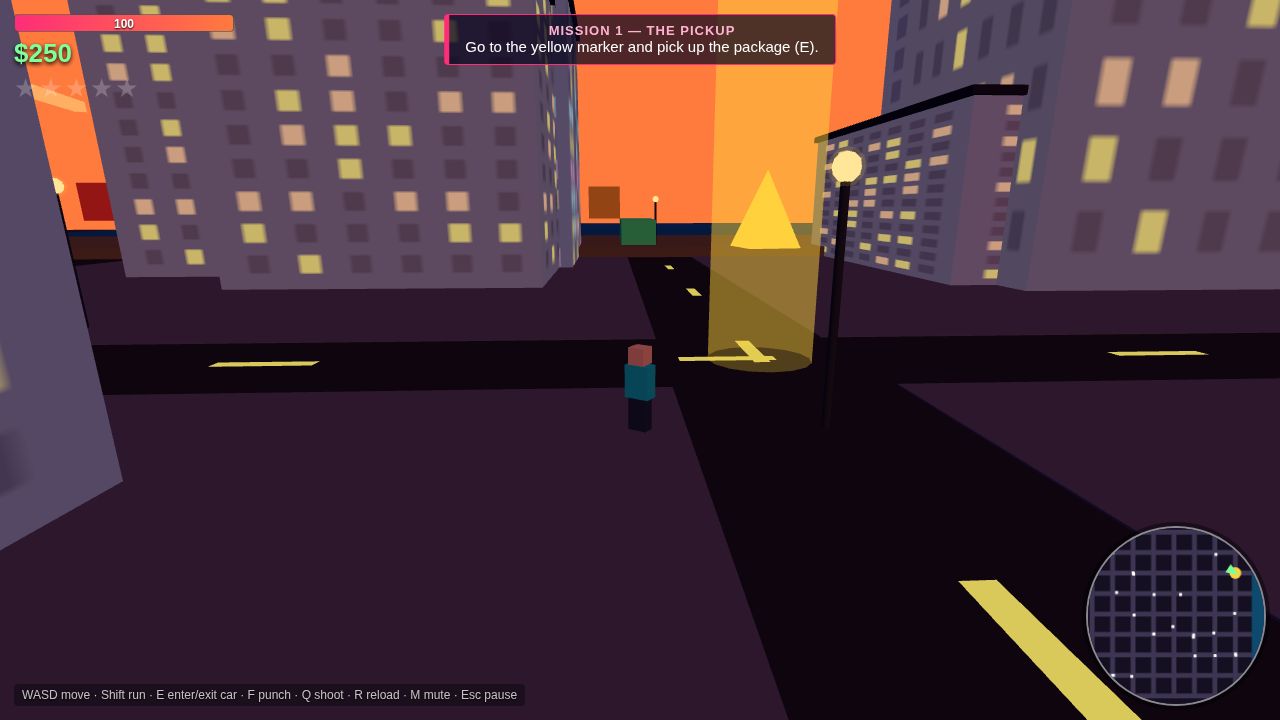 100
$250
★★★★★
MISSION 1 — THE PICKUP
Go to the yellow marker and pick up the package (E).
WASD move · Shift run · E enter/exit car · F punch · Q shoot · R reload · M mute · Esc pause